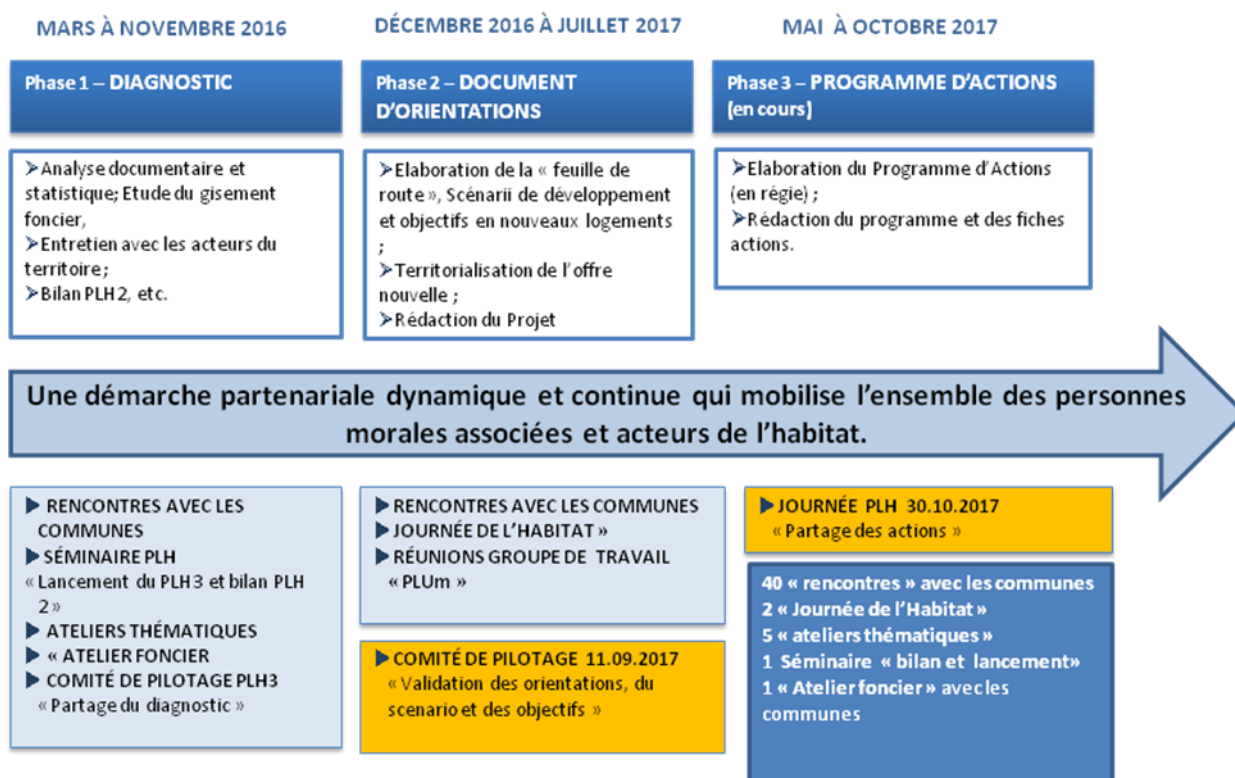 MARS À NOVEMBRE 2016
DÉCEMBRE 2016 À JUILLET 2017
MAI À OCTOBRE 2017
Phase 1 – DIAGNOSTIC
Phase 2 – DOCUMENT
D'ORIENTATIONS
Phase 3 – PROGRAMME D'ACTIONS
(en cours)
➢Analyse documentaire et
statistique; Etude du gisement
foncier,
➢Entretien avec les acteurs du
territoire ;
➢Bilan PLH 2, etc.
➢Elaboration de la « feuille de
route », Scénarii de développement
et objectifs en nouveaux logements
;
➢Territorialisation de l'offre
nouvelle ;
➢Rédaction du Projet
➢Elaboration du Programme d'Actions
(en régie) ;
➢Rédaction du programme et des fiches
actions.
Une démarche partenariale dynamique et continue qui mobilise l'ensemble des personnes
morales associées et acteurs de l'habitat.
▶ RENCONTRES AVEC LES
COMMUNES
▶ SÉMINAIRE PLH
« Lancement du PLH3 et bilan PLH
2 »
▶ ATELIERS THÉMATIQUES
▶ « ATELIER FONCIER
▶ COMITÉ DE PILOTAGE PLH3
« Partage du diagnostic »
▶ RENCONTRES AVEC LES COMMUNES
▶ JOURNÉE DE L'HABITAT »
▶ RÉUNIONS GROUPE DE TRAVAIL
« PLUm »
▶ COMITÉ DE PILOTAGE 11.09.2017
« Validation des orientations, du
scenario et des objectifs »
▶ JOURNÉE PLH 30.10.2017
« Partage des actions »
40 « rencontres » avec les communes
2 « Journée de l'Habitat »
5 « ateliers thématiques »
1 Séminaire « bilan et lancement»
1 « Atelier foncier » avec les
communes